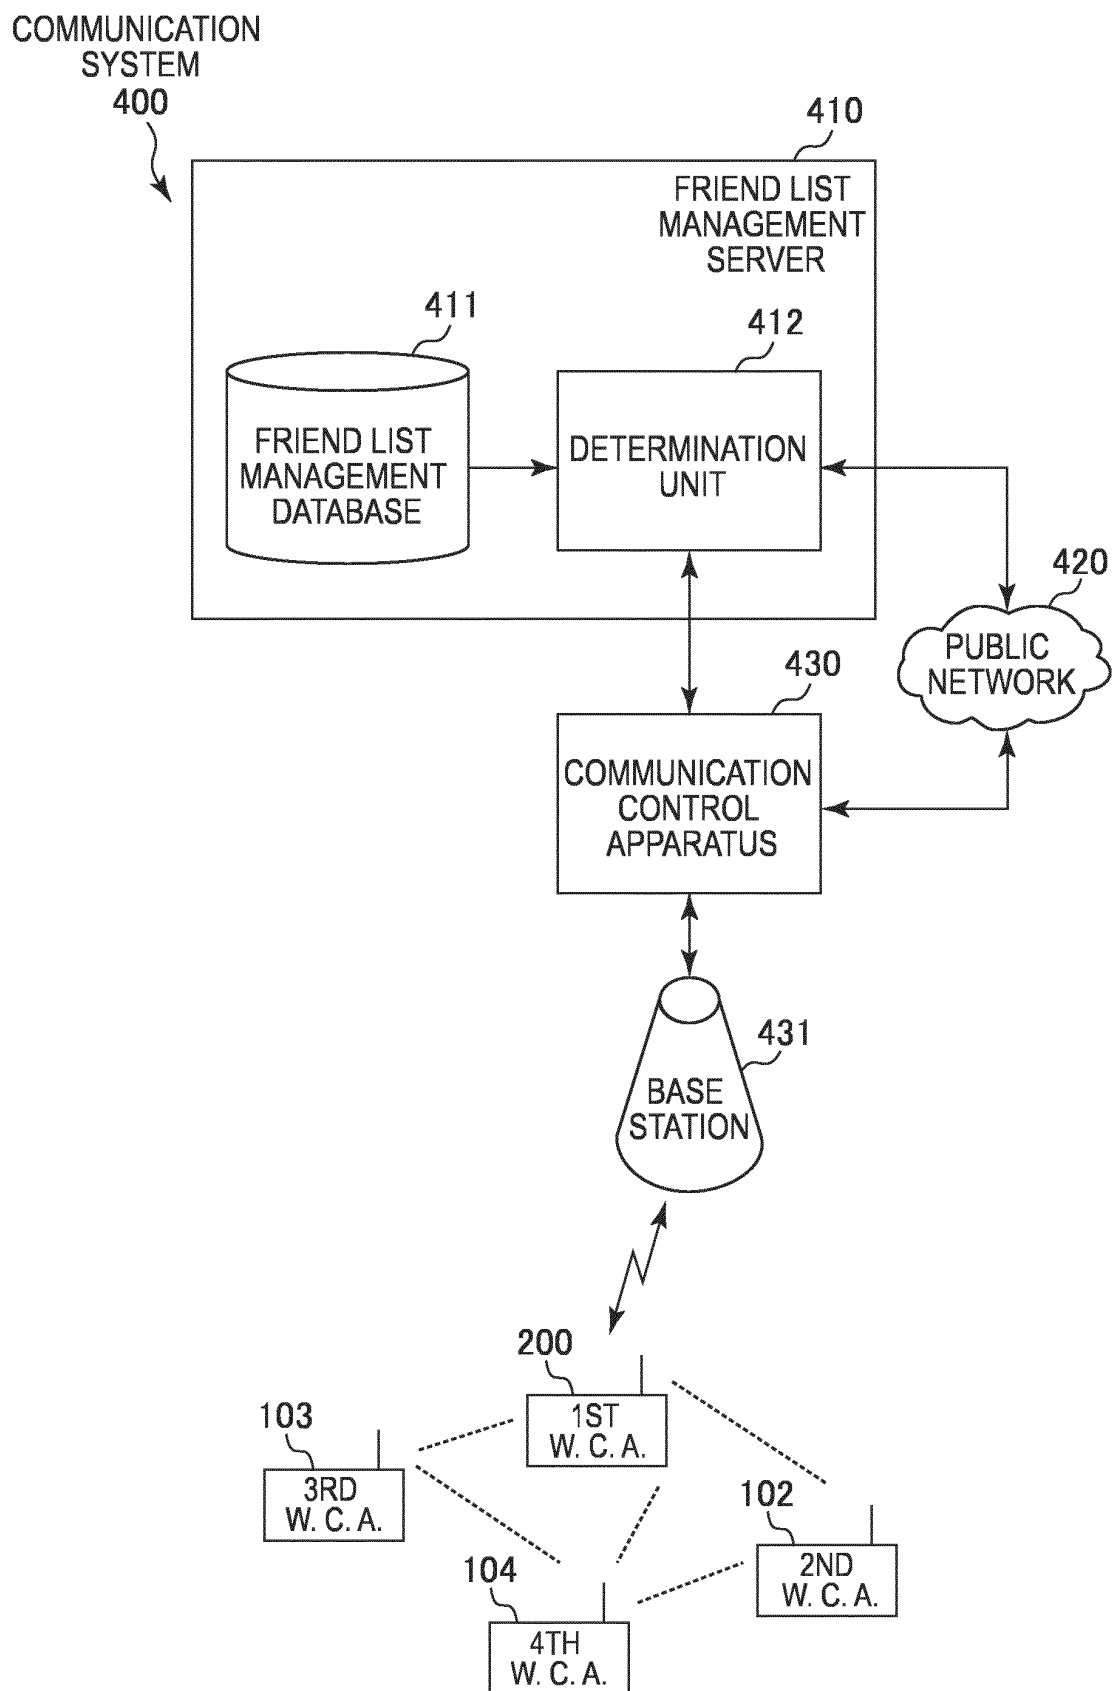 COMMUNICATION
SYSTEM
400
410
FRIEND LIST
MANAGEMENT
SERVER
411
412
FRIEND LIST
MANAGEMENT
DATABASE
DETERMINATION
UNIT
420
PUBLIC
NETWORK
430
COMMUNICATION
CONTROL
APPARATUS
431
BASE
STATION
200
1ST
W. C. A.
103
3RD
W. C. A.
102
2ND
W. C. A.
104
4TH
W. C. A.